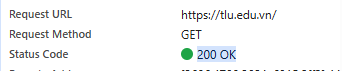 Request URL https://tlu.edu.vn/
Request Method GET
Status Code 200 OK